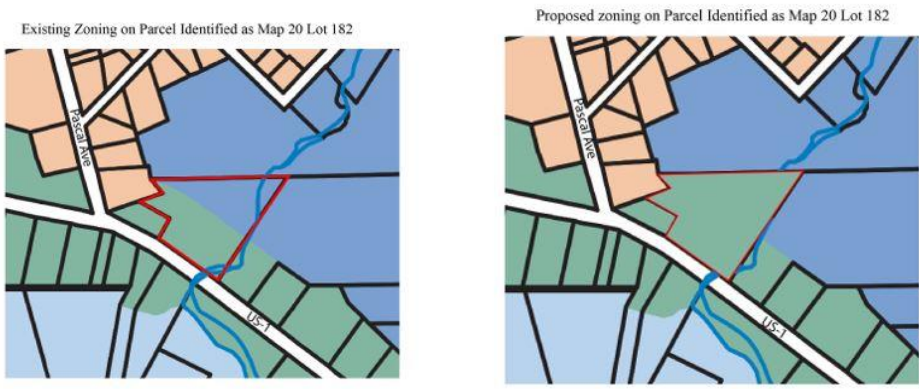 Existing Zoning on Parcel Identified as Map 20 Lot 182
Pascal Ave
US-1
Proposed zoning on Parcel Identified as Map 20 Lot 182
Pascal Ave
US-1